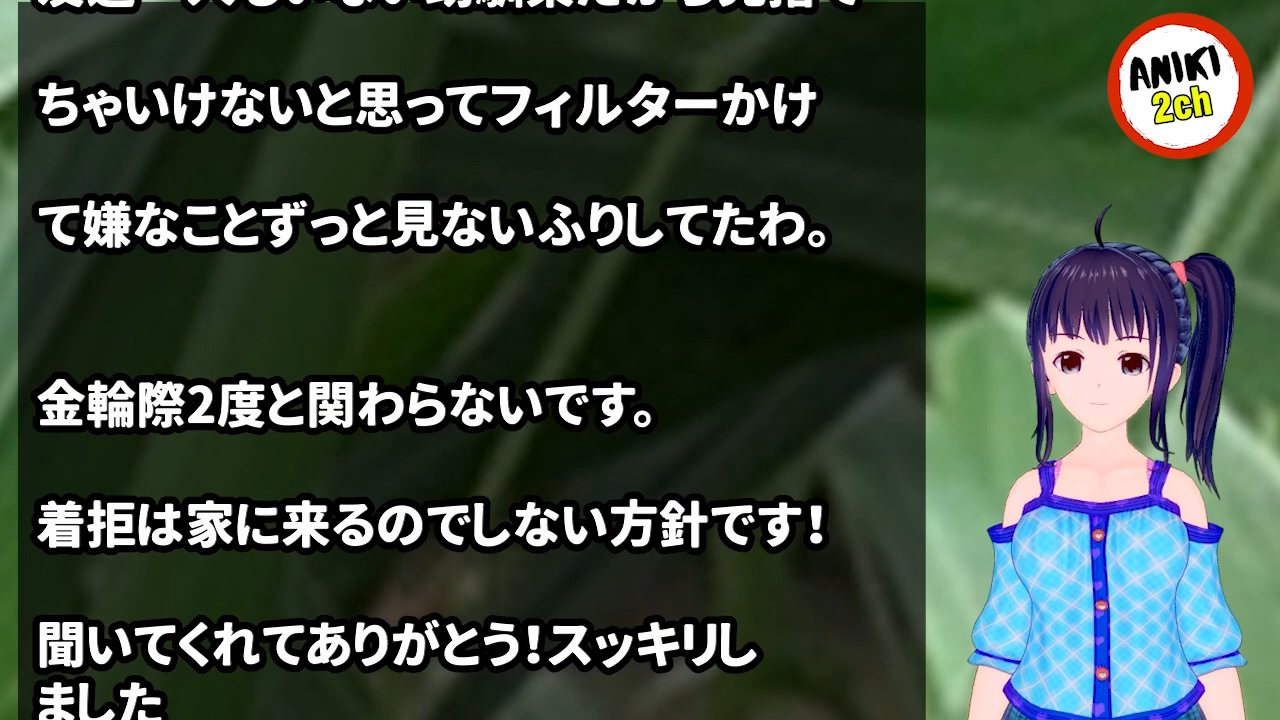 ちゃいけないと思ってフィルターかけ
て嫌なことずっと見ないふりしてたわ。
金輪際2度と関わらないです。
着拒は家に来るのでしない方針です!
聞いてくれてありがとう!スッキリし
ました
ANIKI
2ch